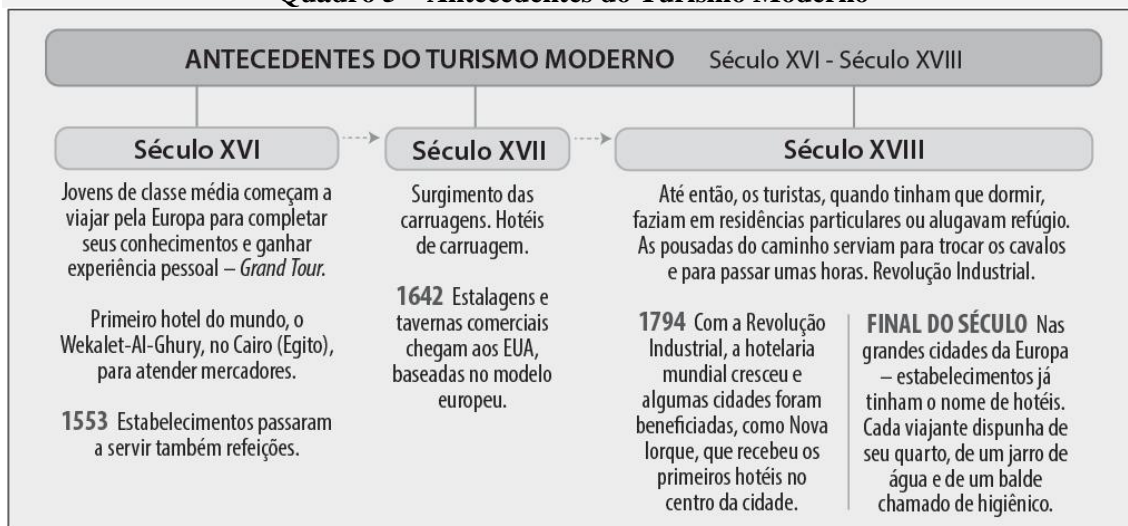 Quadro 3 – Antecedentes do Turismo Moderno
ANTECEDENTES DO TURISMO MODERNO Século XVI - Século XVIII
Século XVI
Jovens de classe média começam a
viajar pela Europa para completar
seus conhecimentos e ganhar
experiência pessoal – Grand Tour.
Primeiro hotel do mundo, o
Wekalet-Al-Ghury, no Cairo (Egito),
para atender mercadores.
1553 Estabelecimentos passaram
a servir também refeições.
Século XVII
Surgimento das
carruagens. Hotéis
de carruagem.
1642 Estalagens e
tavernas comerciais
chegam aos EUA,
baseadas no modelo
europeu.
Século XVIII
Até então, os turistas, quando tinham que dormir,
faziam em residências particulares ou alugavam refúgio.
As pousadas do caminho serviam para trocar os cavalos
e para passar umas horas. Revolução Industrial.
1794 Com a Revolução
Industrial, a hotelaria
mundial cresceu e
algumas cidades foram
beneficiadas, como Nova
Iorque, que recebeu os
primeiros hotéis no
centro da cidade.
FINAL DO SÉCULO Nas
grandes cidades da Europa
– estabelecimentos já
tinham o nome de hotéis.
Cada viajante dispunha de
seu quarto, de um jarro de
água e de um balde
chamado de higiênico.